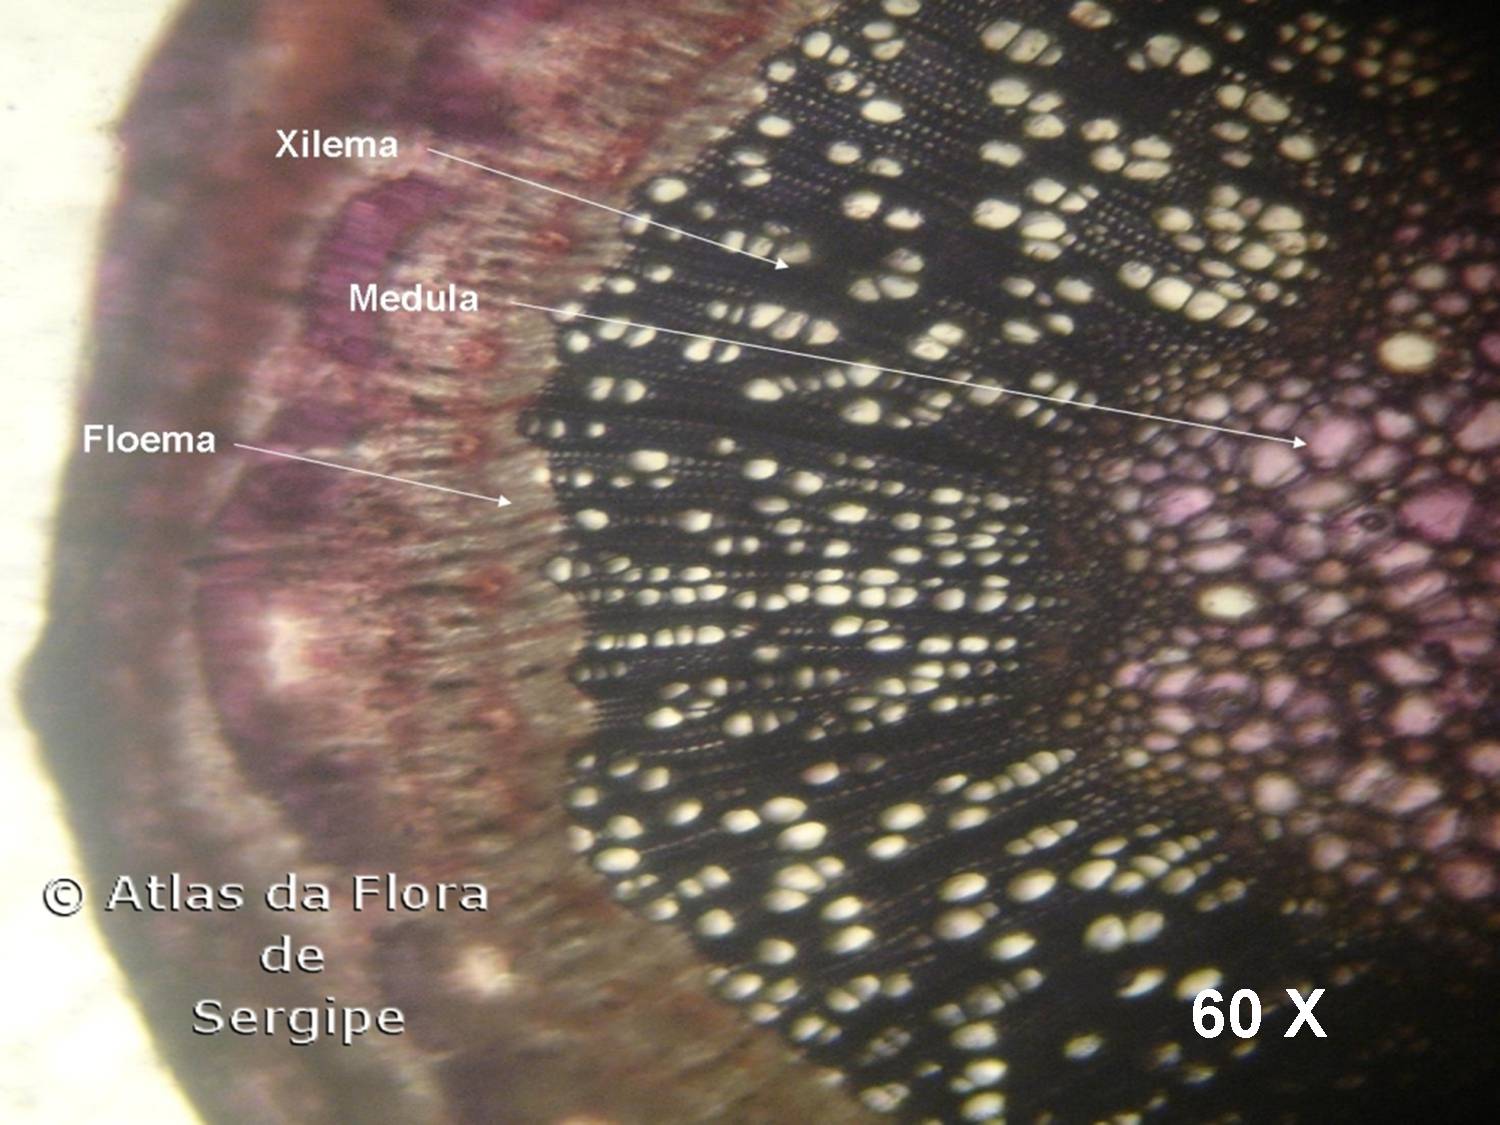 Xilema
Medula
Floema
© Atlas da Flora
de
Sergipe
60 X